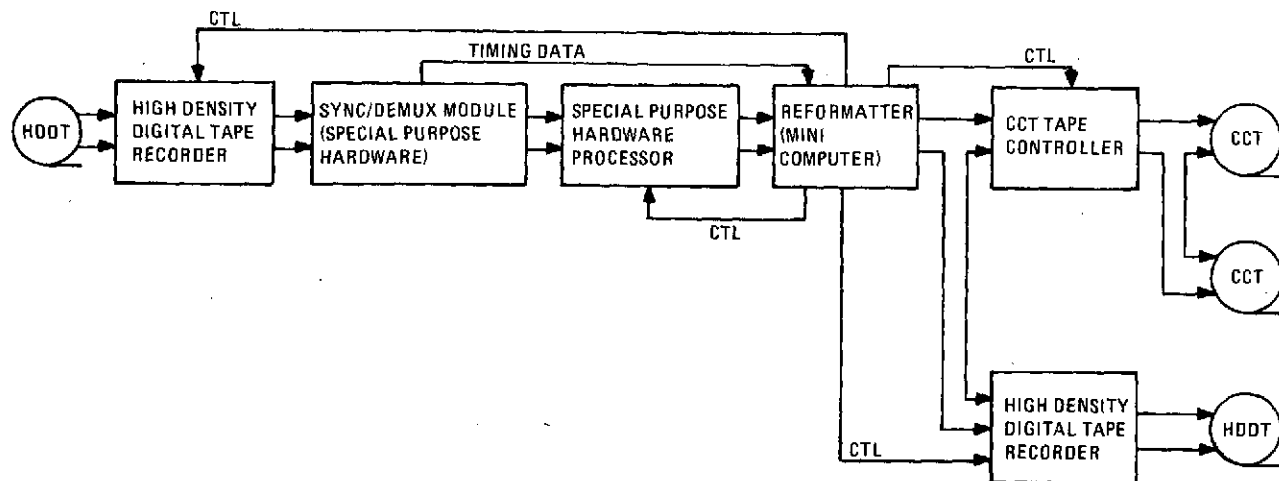 CTL
TIMING DATA
CTL
HDDT
HIGH DENSITY
DIGITAL TAPE
RECORDER
SYNC/DEMUX MODULE
(SPECIAL PURPOSE
HARDWARE)
SPECIAL PURPOSE
HARDWARE
PROCESSOR
REFORMATTER
(MINI
COMPUTER)
CCT TAPE
CONTROLLER
CCT
CTL
CCT
HIGH DENSITY
DIGITAL TAPE
RECORDER
HDDT
CTL